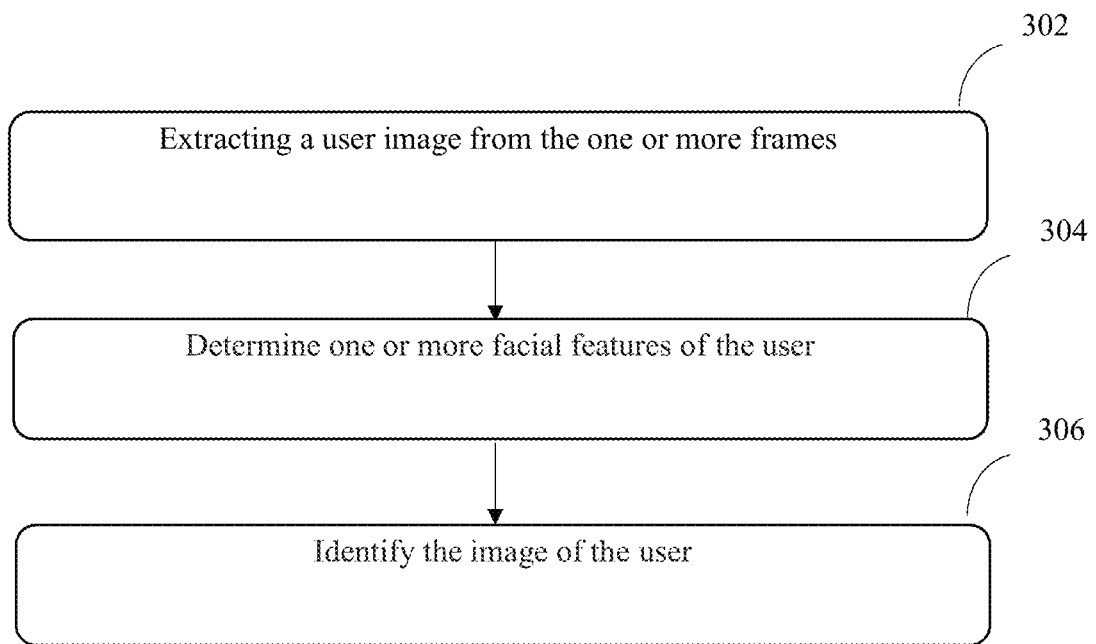 302
Extracting a user image from the one or more frames
304
Determine one or more facial features of the user
306
Identify the image of the user